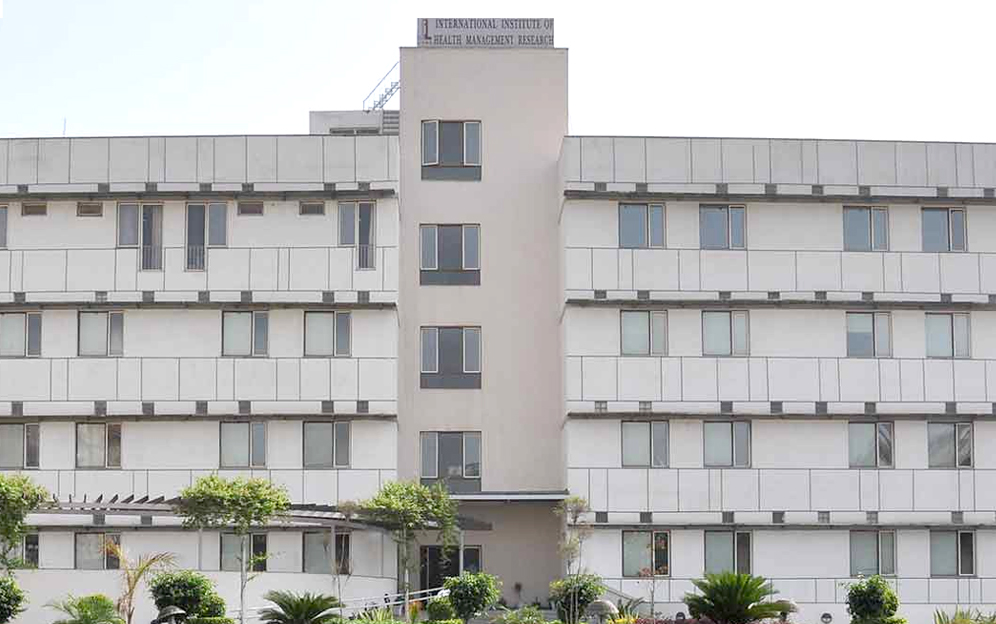 INTERNATIONAL INSTITUTE OF
HEALTH MANAGEMENT RESEARCH